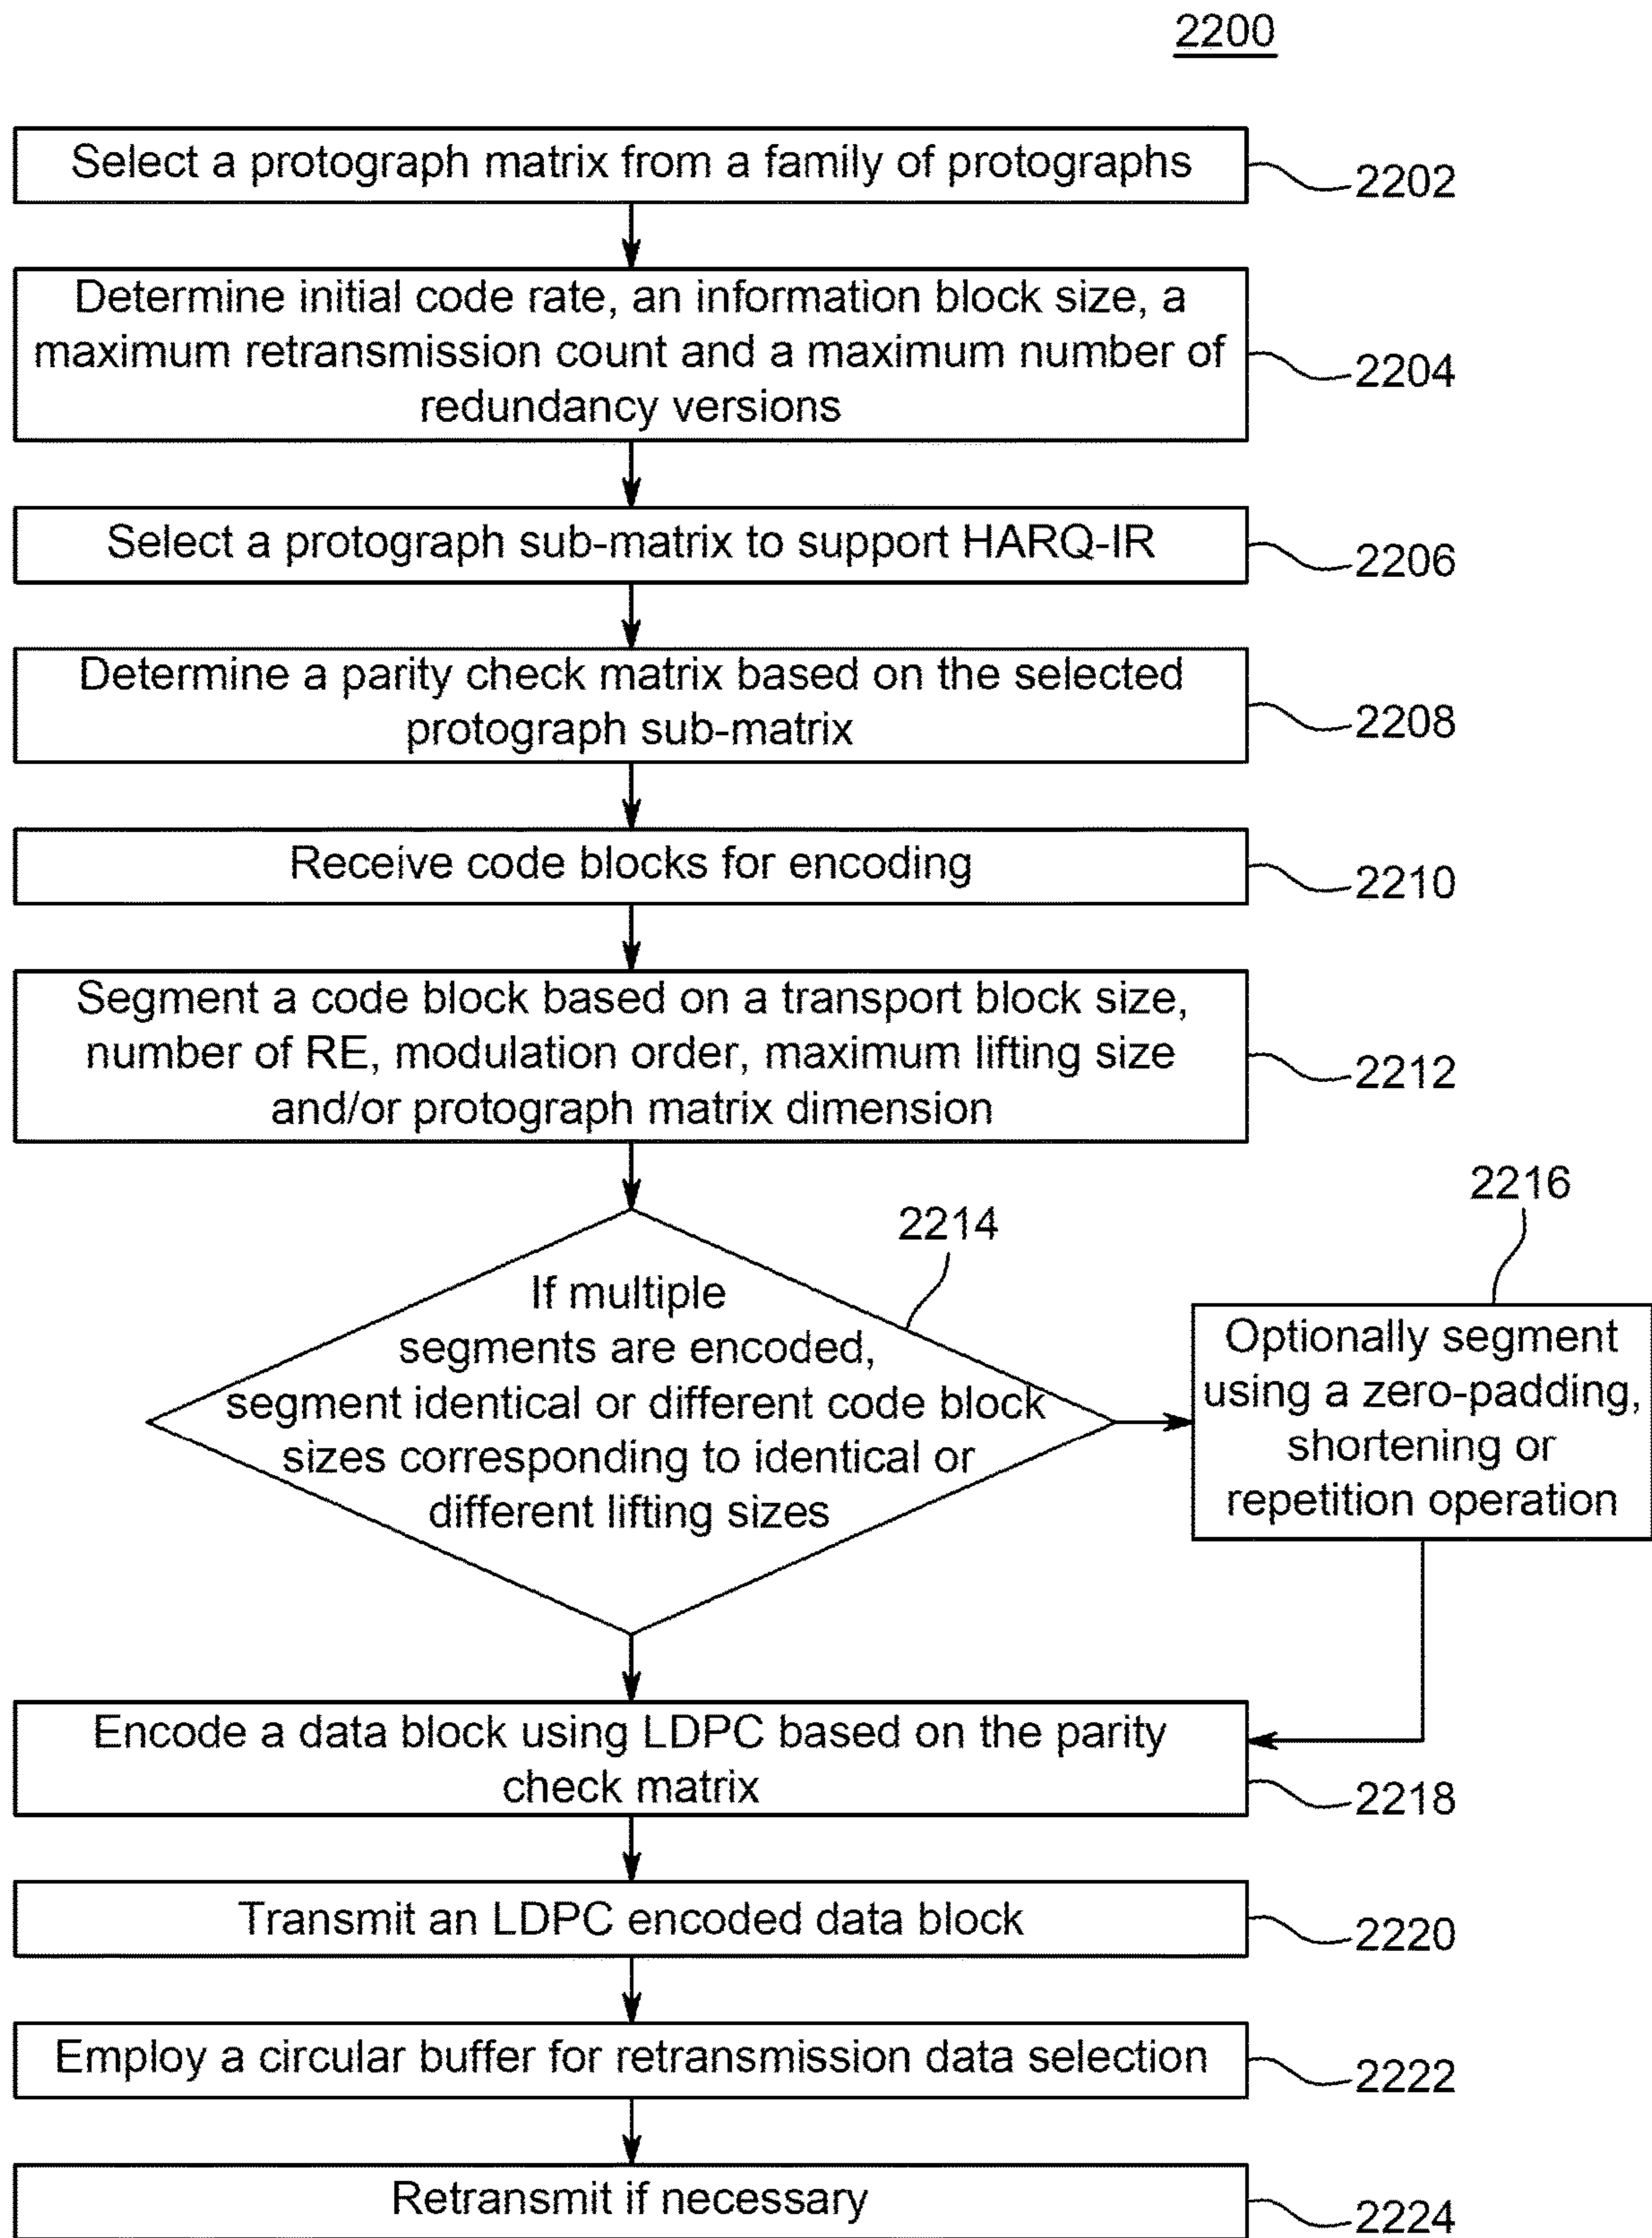 2200
Select a protograph matrix from a family of protographs
2202
Determine initial code rate, an information block size, a
maximum retransmission count and a maximum number of
redundancy versions
2204
Select a protograph sub-matrix to support HARQ-IR
2206
Determine a parity check matrix based on the selected
protograph sub-matrix
2208
Receive code blocks for encoding
2210
Segment a code block based on a transport block size,
number of RE, modulation order, maximum lifting size
and/or protograph matrix dimension
2212
2214
If multiple
segments are encoded,
segment identical or different code block
sizes corresponding to identical or
different lifting sizes
2216
Optionally segment
using a zero-padding,
shortening or
repetition operation
Encode a data block using LDPC based on the parity
check matrix
2218
Transmit an LDPC encoded data block
2220
Employ a circular buffer for retransmission data selection
2222
Retransmit if necessary
2224